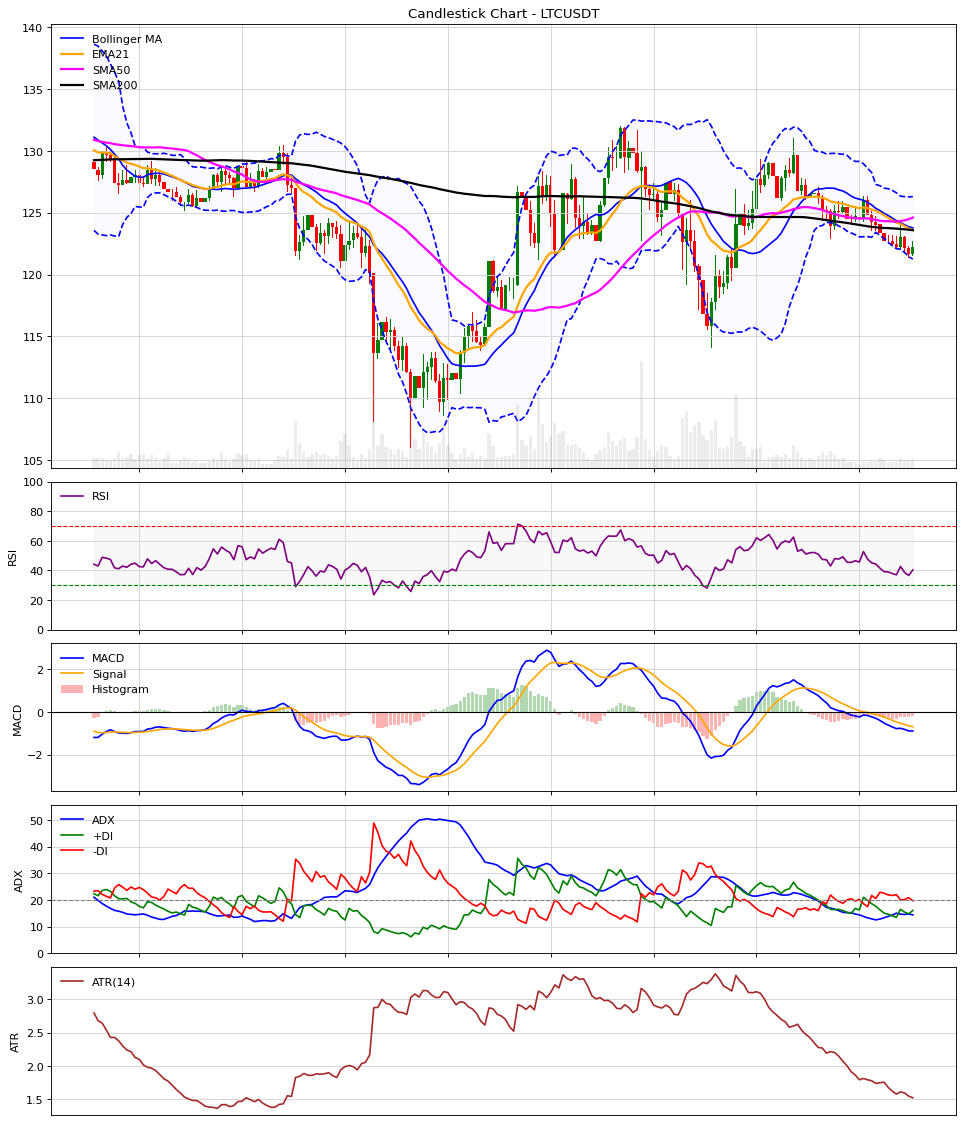 Candlestick Chart - LTCUSDT
Bollinger MA
EMA21
SMA50
SMA200
140
135
130
125
120
115
110
105
RSI
RSI
100
80
60
40
20
0
MACD
Signal
Histogram
MACD
2
0
−2
ADX
+DI
-DI
ADX
50
40
30
20
10
0
ATR(14)
ATR
3.0
2.5
2.0
1.5